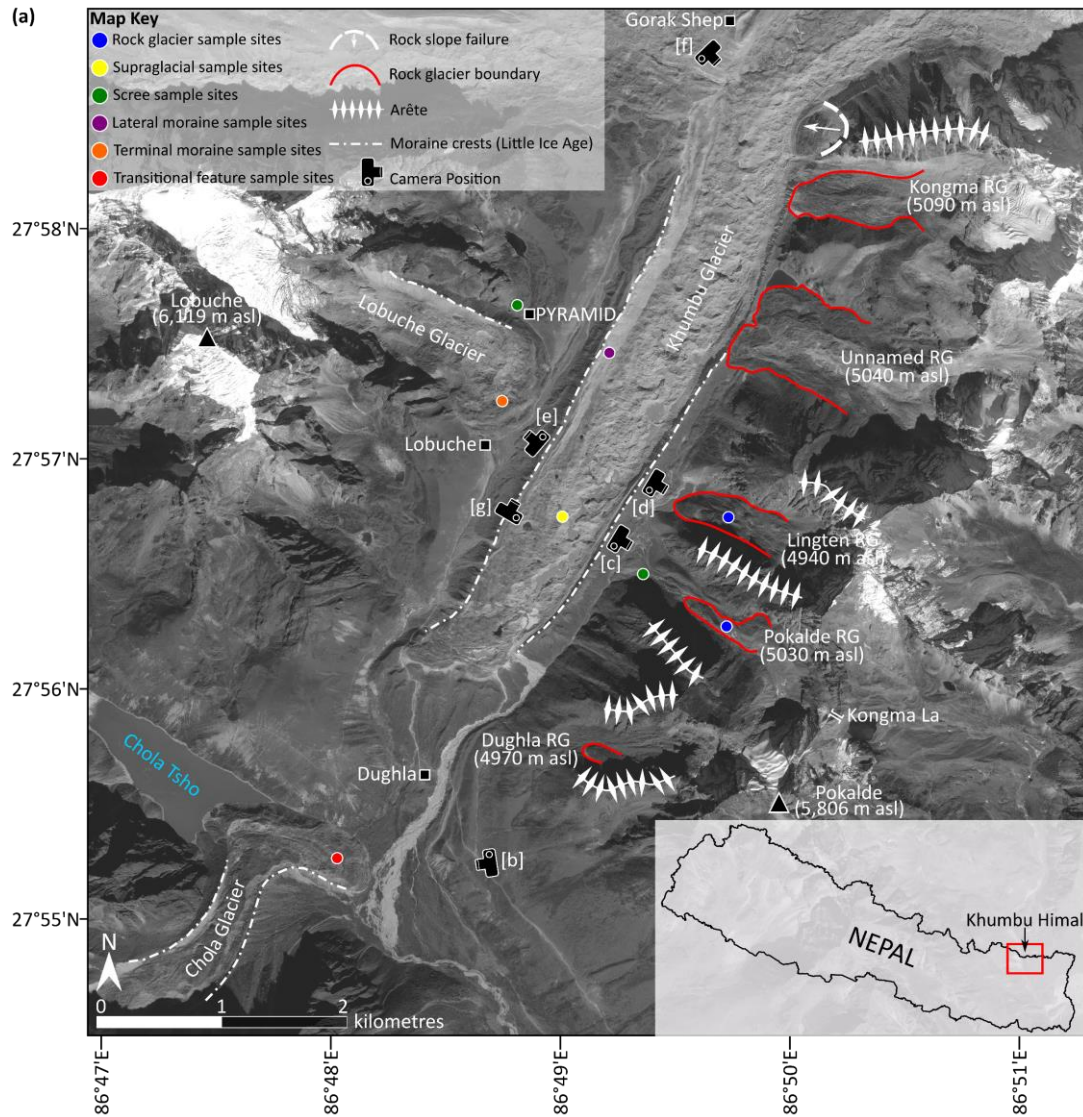 (a)
Map Key
Rock glacier sample sites
Supraglacial sample sites
Scree sample sites
Lateral moraine sample sites
Terminal moraine sample sites
Transitional feature sample sites
Rock slope failure
Rock glacier boundary
Arête
Moraine crests (Little Ice Age)
Camera Position
Gorak Shep
[f]
Kongma RG
(5090 m asl)
27°58'N
Lobuche
(6,119 m asl)
Lobuche Glacier
PYRAMID
Khumbu Glacier
Unnamed RG
(5040 m asl)
[e]
Lobuche
27°57'N
[g]
[d]
[c]
Lingten RG
(4940 m asl)
Pokalde RG
(5030 m asl)
27°56'N
Kongma La
Chola Tsho
Dughla RG
(4970 m asl)
Dughla
Pokalde
(5,806 m asl)
[b]
27°55'N
Chola Glacier
N
0 1 2
kilometres
NEPAL
Khumbu Himal
86°47'E
86°48'E
86°49'E
86°50'E
86°51'E